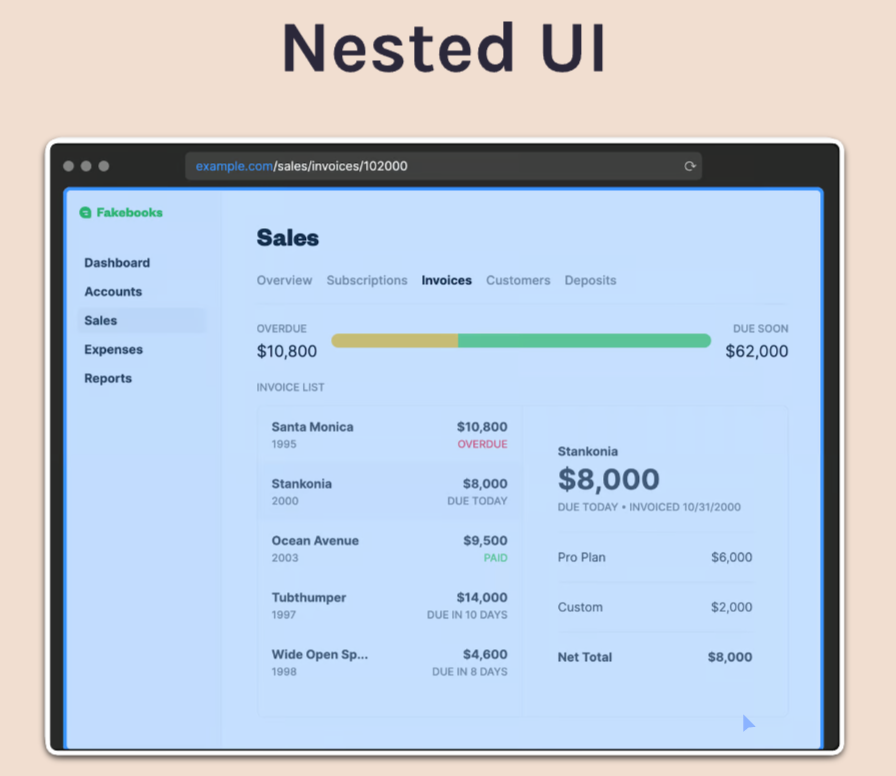 Nested UI
example.com/sales/invoices/102000
Fakebooks
Dashboard
Accounts
Sales
Expenses
Reports
Sales
Overview Subscriptions Invoices Customers Deposits
OVERDUE DUE SOON
$10,800 $62,000
INVOICE LIST
Santa Monica $10,800
1995 OVERDUE
Stankonia $8,000
2000 DUE TODAY
Ocean Avenue $9,500
2003 PAID
Tubthumper $14,000
1997 DUE IN 10 DAYS
Wide Open Sp... $4,600
1998 DUE IN 8 DAYS
Stankonia
$8,000
DUE TODAY • INVOICED 10/31/2000
Pro Plan $6,000
Custom $2,000
Net Total $8,000